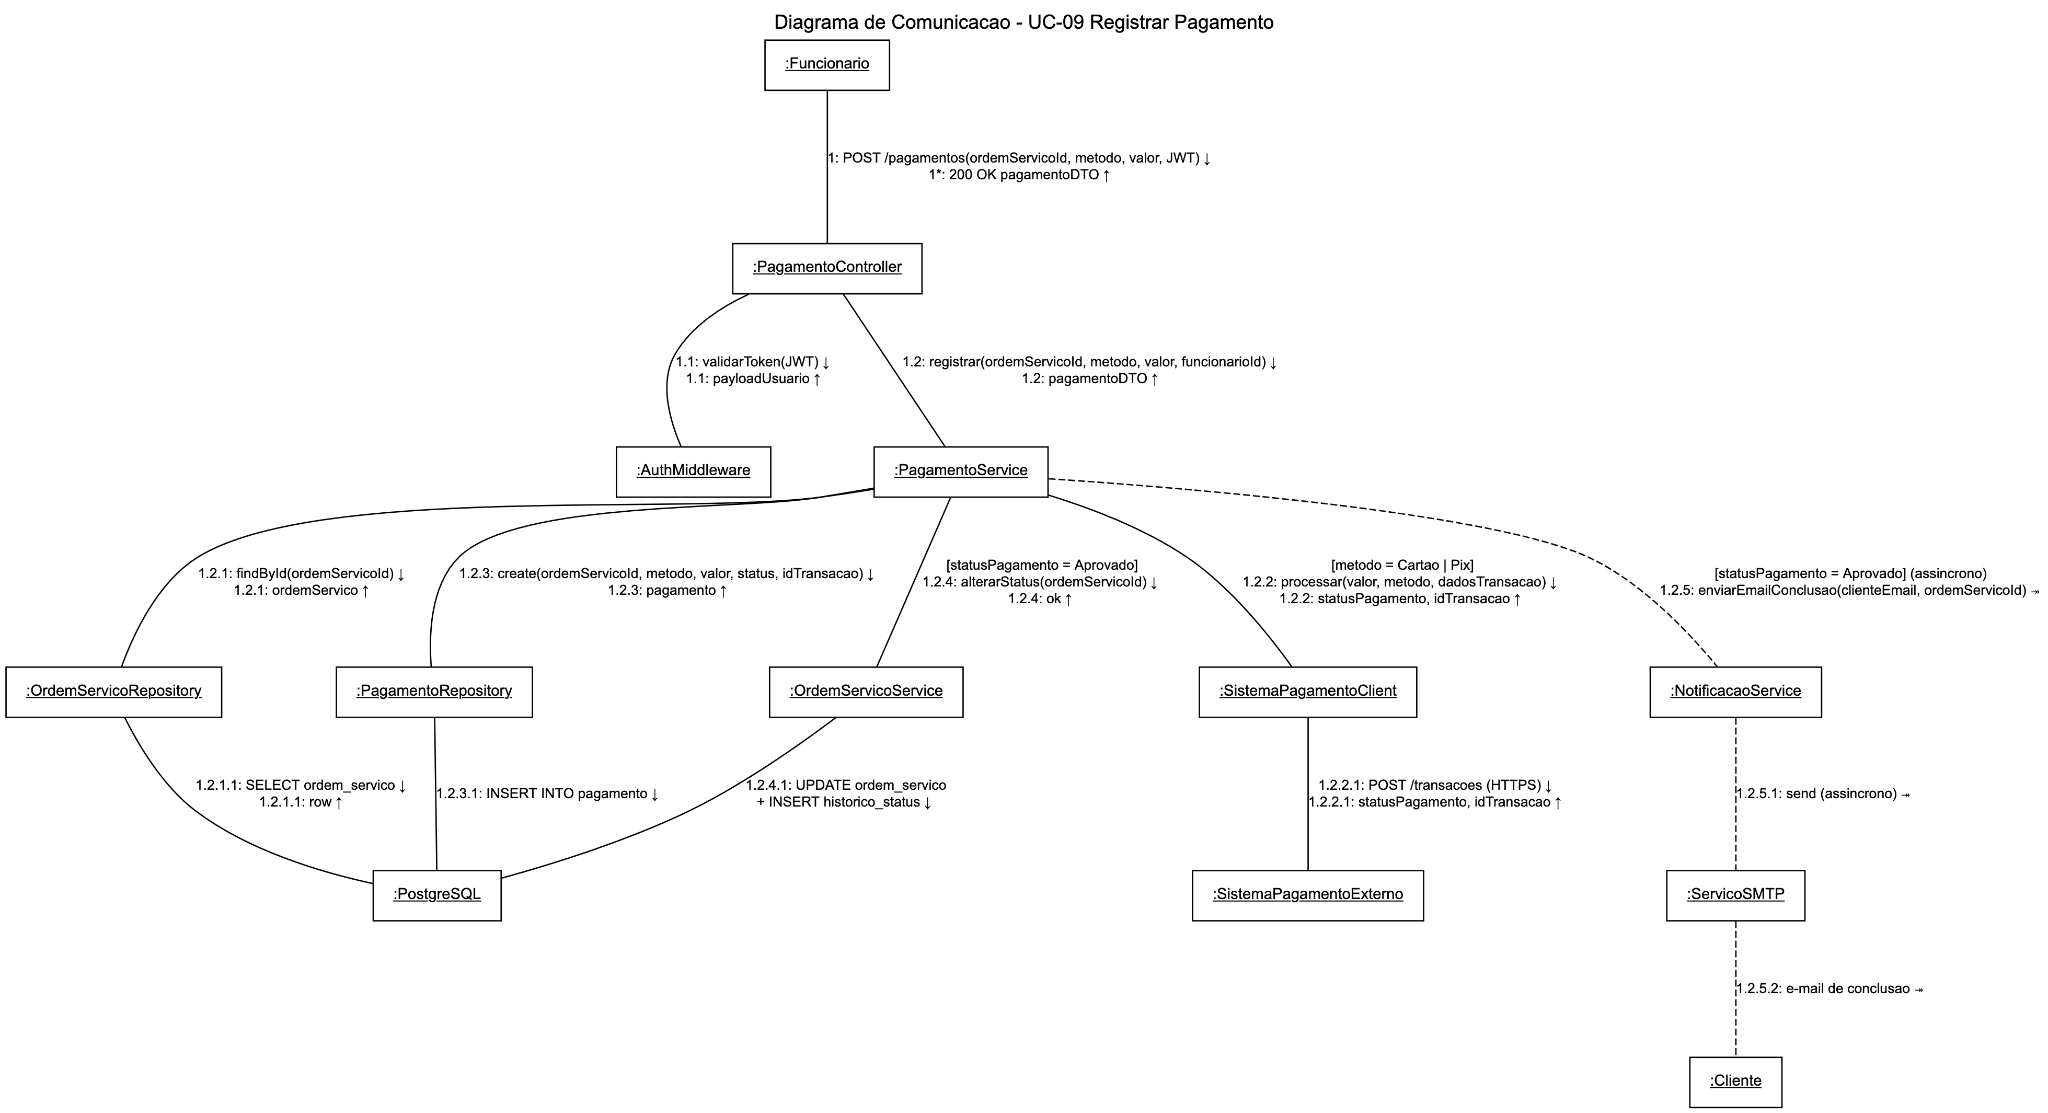 Diagrama de Comunicacao - UC-09 Registrar Pagamento
:Funcionario
1: POST /pagamentos(ordemServicoId, metodo, valor, JWT) ↓
1*: 200 OK pagamentoDTO ↑
:PagamentoController
1.1: validarToken(JWT) ↓
1.1: payloadUsuario ↑
1.2: registrar(ordemServicoId, metodo, valor, funcionarioId) ↓
1.2: pagamentoDTO ↑
:AuthMiddleware
:PagamentoService
1.2.1: findById(ordemServicoId) ↓
1.2.1: ordemServico ↑
1.2.3: create(ordemServicoId, metodo, valor, status, idTransacao) ↓
1.2.3: pagamento ↑
[statusPagamento = Aprovado]
1.2.4: alterarStatus(ordemServicoId) ↓
1.2.4: ok ↑
[metodo = Cartao | Pix]
1.2.2: processar(valor, metodo, dadosTransacao) ↓
1.2.2: statusPagamento, idTransacao ↑
[statusPagamento = Aprovado] (assincrono)
1.2.5: enviarEmailConclusao(clienteEmail, ordemServicoId) ↠
:OrdemServicoRepository
:PagamentoRepository
:OrdemServicoService
:SistemaPagamentoClient
:NotificacaoService
1.2.1.1: SELECT ordem_servico ↓
1.2.1.1: row ↑
1.2.3.1: INSERT INTO pagamento ↓
1.2.4.1: UPDATE ordem_servico
+ INSERT historico_status ↓
1.2.2.1: POST /transacoes (HTTPS) ↓
1.2.2.1: statusPagamento, idTransacao ↑
1.2.5.1: send (assincrono) ↠
:PostgreSQL
:SistemaPagamentoExterno
:ServicoSMTP
1.2.5.2: e-mail de conclusao ↠
:Cliente